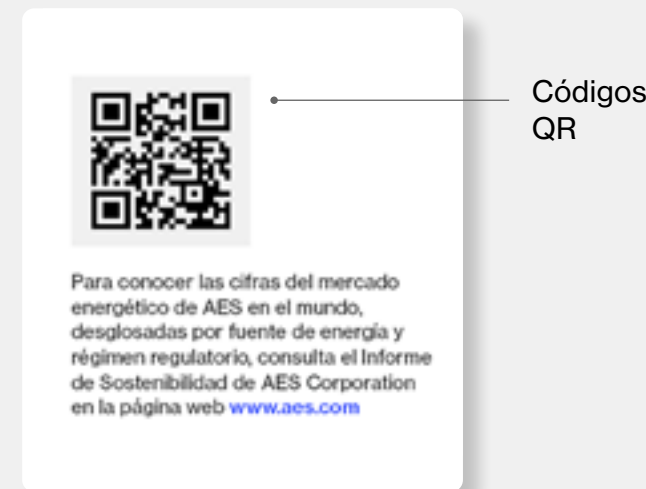 Códigos
QR
Para conocer las cifras del mercado
energético de AES en el mundo,
desglosadas por fuente de energía y
régimen regulatorio, consulta el Informe
de Sostenibilidad de AES Corporation
en la página web www.aes.com